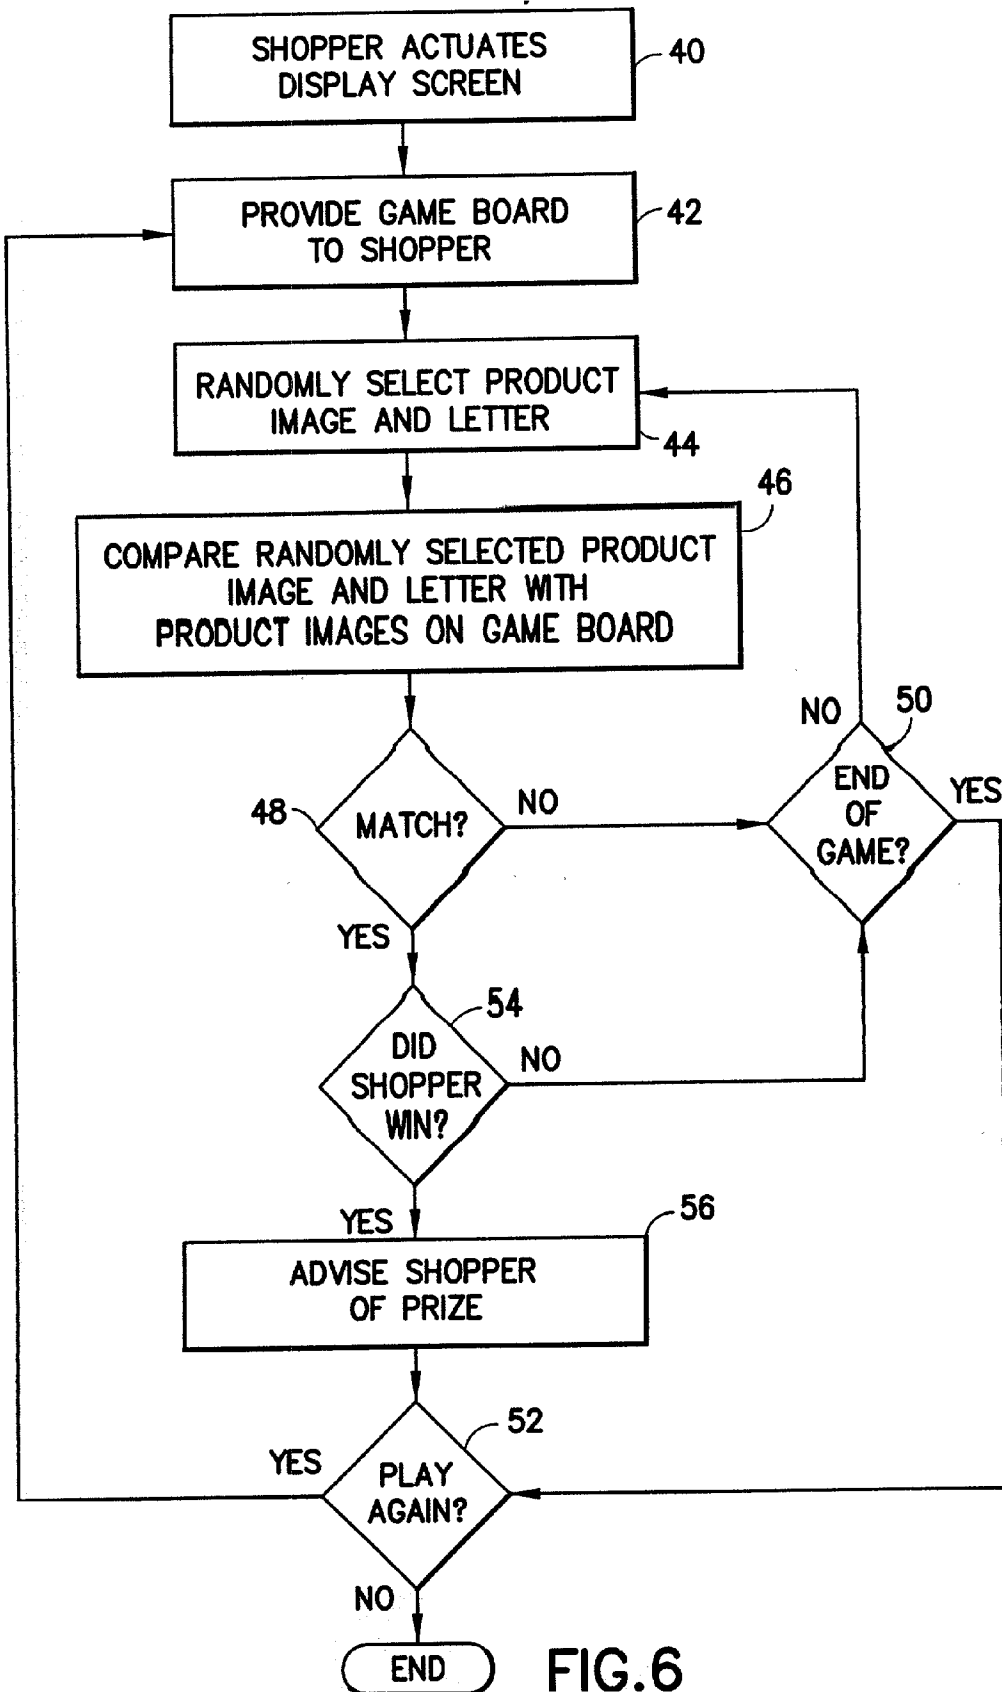 SHOPPER ACTUATES
DISPLAY SCREEN
40
PROVIDE GAME BOARD
TO SHOPPER
42
RANDOMLY SELECT PRODUCT
IMAGE AND LETTER
44
46
COMPARE RANDOMLY SELECTED PRODUCT
IMAGE AND LETTER WITH
PRODUCT IMAGES ON GAME BOARD
48
MATCH?
NO
YES
50
NO
END
OF
GAME?
YES
54
DID
SHOPPER
WIN?
NO
YES
56
ADVISE SHOPPER
OF PRIZE
52
YES
PLAY
AGAIN?
NO
END
FIG.6